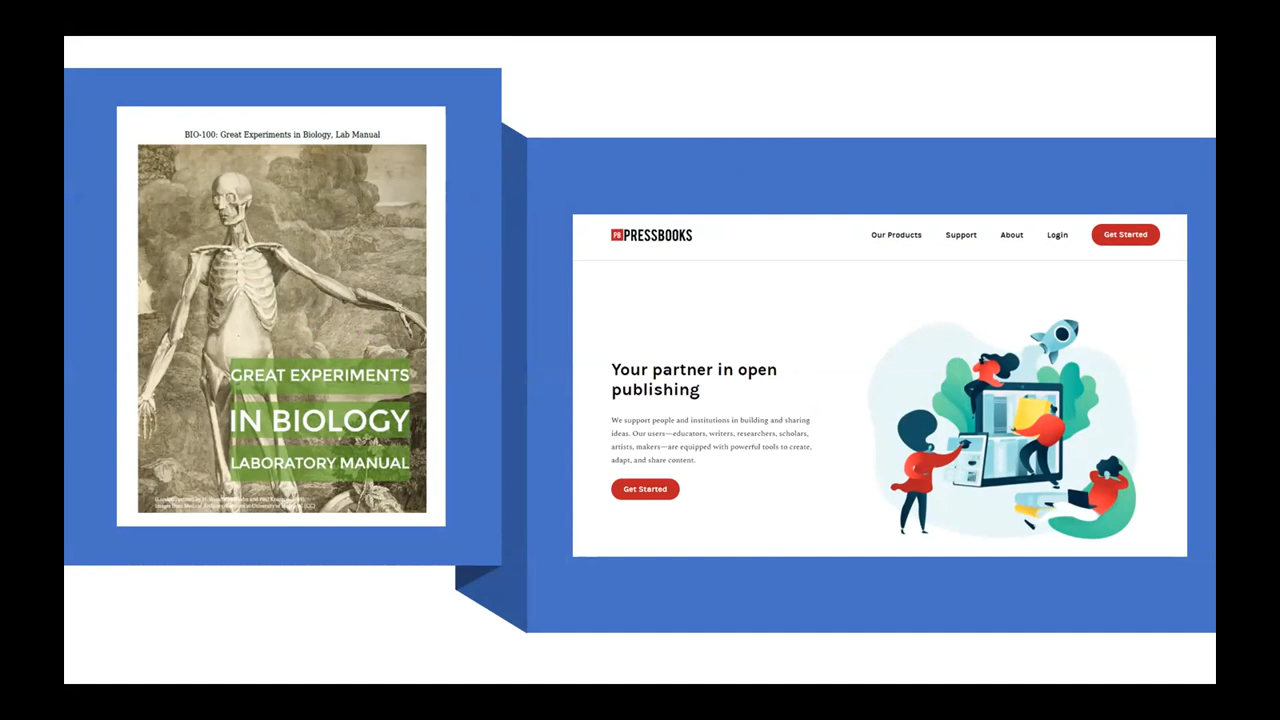 BIO-100: Great Experiments in Biology, Lab Manual
GREAT EXPERIMENTS
IN BIOLOGY
LABORATORY MANUAL
PB PRESSBOOKS
Our Products
Support
About
Login
Get Started
Your partner in open
publishing
We support people and institutions in building and sharing
ideas. Our users—educators, writers, researchers, scholars,
artists, makers—are equipped with powerful tools to create,
adapt, and share content.
Get Started